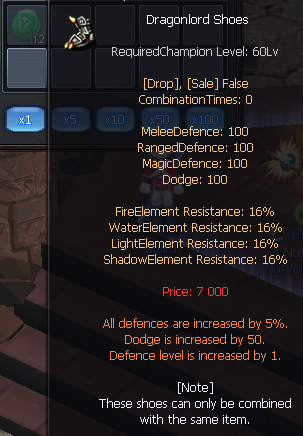 Dragonlord Shoes
12
RequiredChampion Level: 60Lv
[Drop], [Sale] False
CombinationTimes: 0
x1
x5
x10
x50
x100
MeleeDefence: 100
RangedDefence: 100
MagicDefence: 100
Dodge: 100
FireElement Resistance: 16%
WaterElement Resistance: 16%
LightElement Resistance: 16%
ShadowElement Resistance: 16%
Price: 7 000
All defences are increased by 5%.
Dodge is increased by 50.
Defence level is increased by 1.
[Note]
These shoes can only be combined
with the same item.